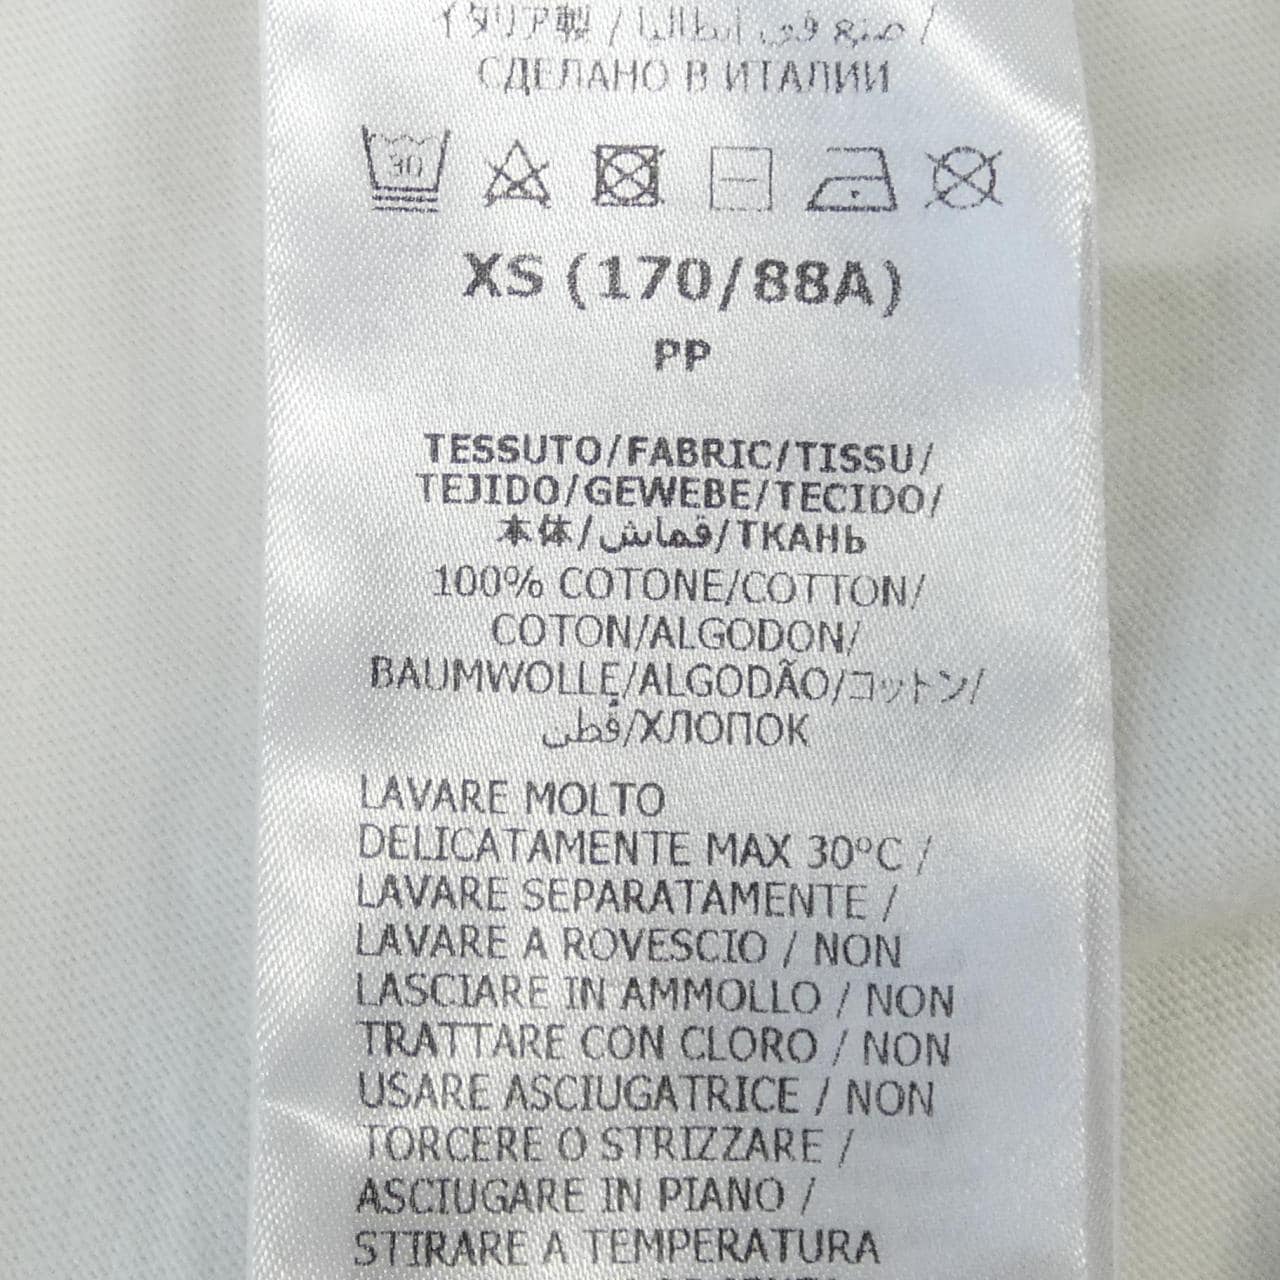 イタリア製 / صنع في إيطاليا /
СДЕЛАНО В ИТАЛИИ
30
XS (170/88A)
PP
TESSUTO/FABRIC/TISSU/
TEJIDO/GEWEBE/TECIDO/
本体/قماش/ТКАНЬ
100% COTONE/COTTON/
COTON/ALGODON/
BAUMWOLLE/ALGODÃO/コットン/
قطن/ХЛОПОК
LAVARE MOLTO
DELICATAMENTE MAX 30°C /
LAVARE SEPARATAMENTE /
LAVARE A ROVESCIO / NON
LASCIARE IN AMMOLLO / NON
TRATTARE CON CLORO / NON
USARE ASCIUGATRICE / NON
TORCERE O STRIZZARE /
ASCIUGARE IN PIANO /
STIRARE A TEMPERATURA